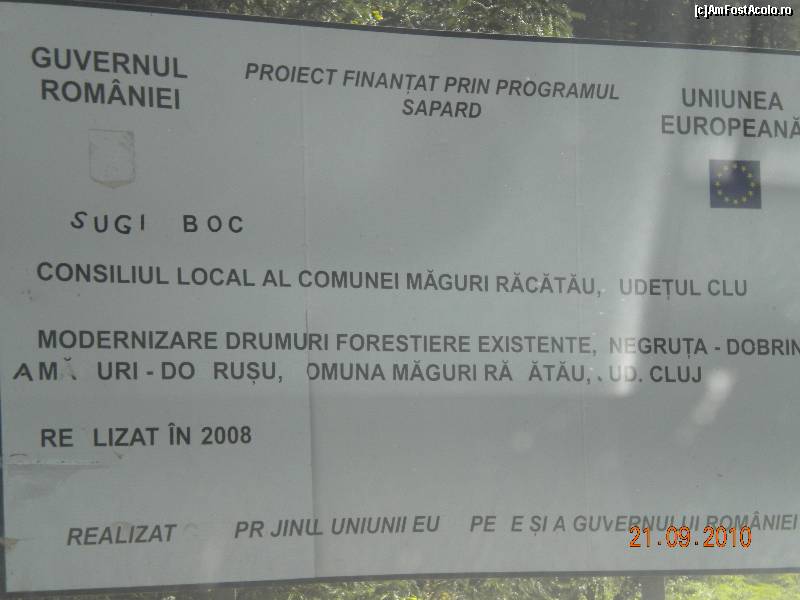 [c]AmFostAcolo.ro
GUVERNUL
ROMÂNIEI
PROIECT FINANȚAT PRIN PROGRAMUL
SAPARD
UNIUNEA
EUROPEANĂ
SUGI BOC
CONSILIUL LOCAL AL COMUNEI MĂGURI RĂCĂTĂU, UDEȚUL CLU
MODERNIZARE DRUMURI FORESTIERE EXISTENTE, NEGRUȚA - DOBRIN
AMĂ URI - DO RUȘU, OMUNA MĂGURI RĂ ĂTĂU, JUD. CLUJ
RE LIZAT ÎN 2008
REALIZAT PR JINUL UNIUNII EU PE E ȘI A GUVERNULUI ROMÂNIEI
21.09.2010